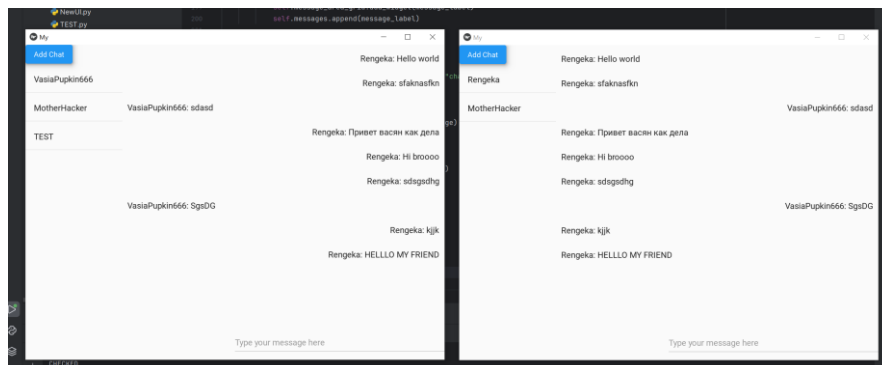 NewUI.py
TEST.py
200
self.messages.append(message_label)
My
Add Chat
VasiaPupkin666
MotherHacker
TEST
Rengeka: Hello world
Rengeka: sfaknasfkn
VasiaPupkin666: sdasd
Rengeka: Привет васян как дела
Rengeka: Hi broooo
Rengeka: sdsgsdhg
VasiaPupkin666: SgsDG
Rengeka: kjjk
Rengeka: HELLLO MY FRIEND
Type your message here
My
Add Chat
Rengeka
MotherHacker
Rengeka: Hello world
Rengeka: sfaknasfkn
VasiaPupkin666: sdasd
Rengeka: Привет васян как дела
Rengeka: Hi broooo
Rengeka: sdsgsdhg
VasiaPupkin666: SgsDG
Rengeka: kjjk
Rengeka: HELLLO MY FRIEND
Type your message here